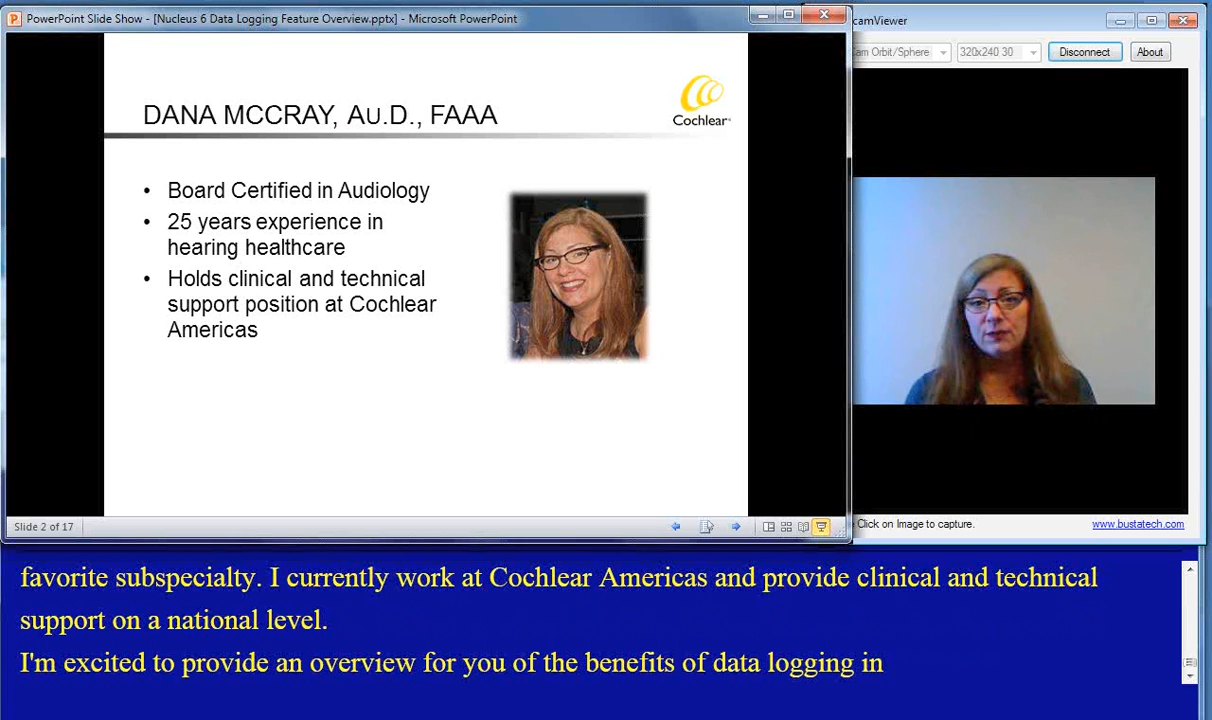 PowerPoint Slide Show - [Nucleus 6 Data Logging Feature Overview.pptx] - Microsoft PowerPoint
camViewer
Cam Orbit/Sphere
320x240 30
Disconnect
About
DANA MCCRAY, AU.D., FAAA
Cochlear®
• Board Certified in Audiology
• 25 years experience in
hearing healthcare
• Holds clinical and technical
support position at Cochlear
Americas
Slide 2 of 17
Click on Image to capture.
www.bustatech.com
favorite subspecialty. I currently work at Cochlear Americas and provide clinical and technical
support on a national level.
I'm excited to provide an overview for you of the benefits of data logging in